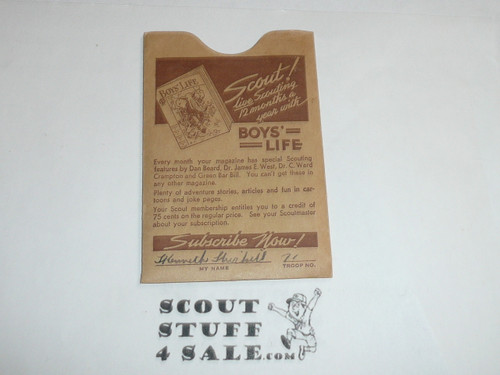 BOYS' LIFE
Scout!
live Scouting
12 months a
year with
BOYS'
LIFE
Every month your magazine has special Scouting
features by Dan Beard, Dr. James E. West, Dr. C. Ward
Crampton and Green Bar Bill. You can't get these in
any other magazine.
Plenty of adventure stories, articles and fun in car-
toons and joke pages.
Your Scout membership entitles you to a credit of
75 cents on the regular price. See your Scoutmaster
about your subscription.
Subscribe Now!
Kenneth 21
MY NAME TROOP NO.
SCOUT
STUFF
4 SALE.COM